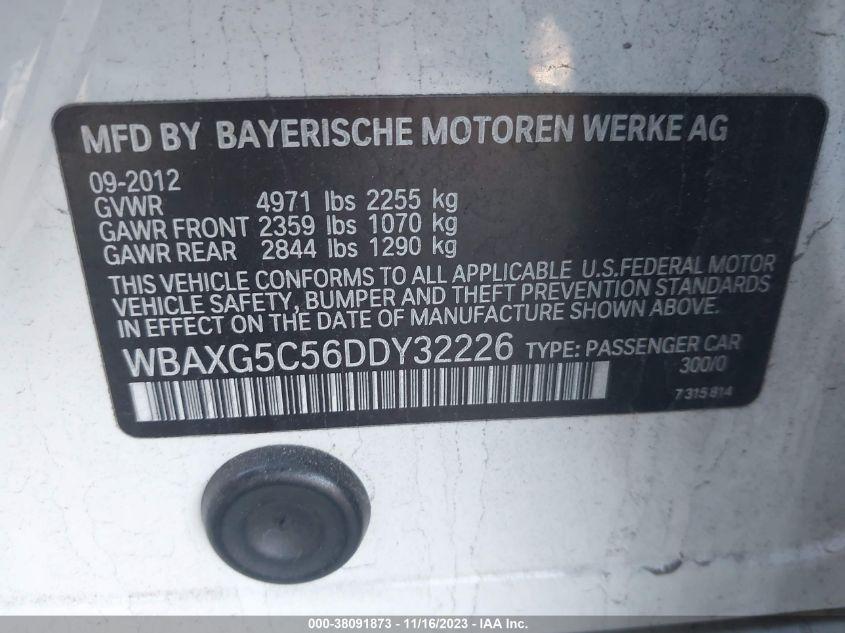 MFD BY BAYERISCHE MOTOREN WERKE AG
09-2012
GVWR 4971 lbs 2255 kg
GAWR FRONT 2359 lbs 1070 kg
GAWR REAR 2844 lbs 1290 kg
THIS VEHICLE CONFORMS TO ALL APPLICABLE U.S.FEDERAL MOTOR
VEHICLE SAFETY, BUMPER AND THEFT PREVENTION STANDARDS
IN EFFECT ON THE DATE OF MANUFACTURE SHOWN ABOVE.
WBAXG5C56DDY32226 TYPE: PASSENGER CAR
300/0
7315814
000-38091873 - 11/16/2023 - IAA Inc.